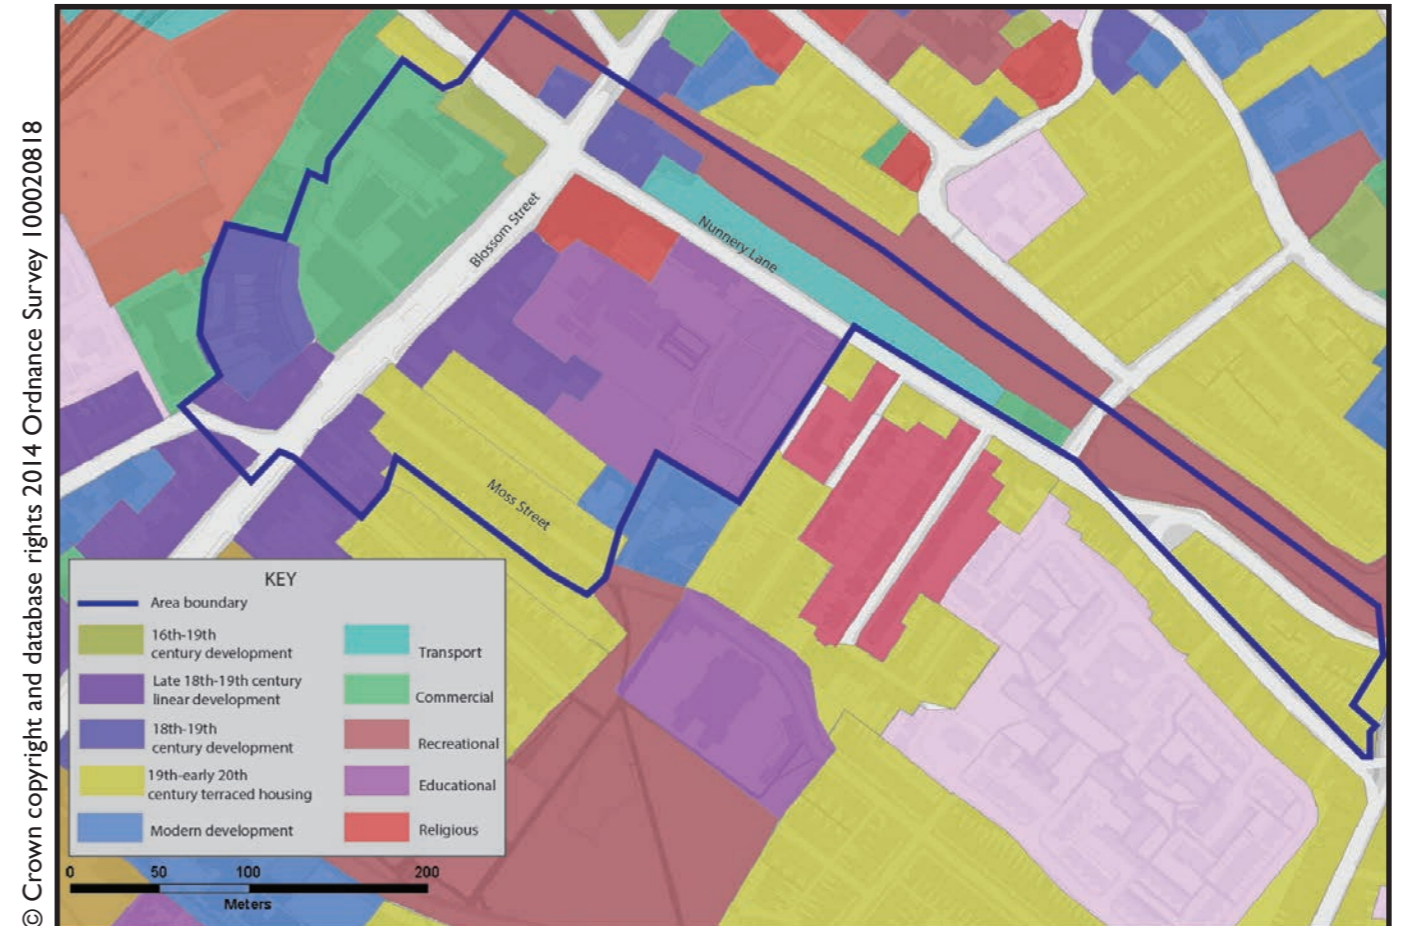 © Crown copyright and database rights 2014 Ordnance Survey 100020818
Blossom Street
Nunnery Lane
Moss Street
KEY
Area boundary
16th-19th
century development
Late 18th-19th century
linear development
18th-19th
century development
19th-early 20th
century terraced housing
Modern development
Transport
Commercial
Recreational
Educational
Religious
0 50 100 200
Meters